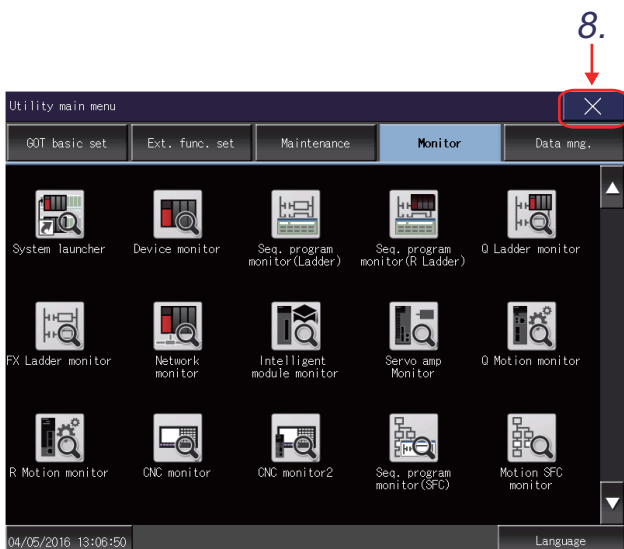 8.
Utility main menu
GOT basic set
Ext. func. set
Maintenance
Monitor
Data mng.
System launcher
Device monitor
Seq. program
monitor(Ladder)
Seq. program
monitor(R Ladder)
Q Ladder monitor
FX Ladder monitor
Network
monitor
Intelligent
module monitor
Servo amp
Monitor
Q Motion monitor
R Motion monitor
CNC monitor
CNC monitor2
Seq. program
monitor(SFC)
Motion SFC
monitor
04/05/2016 13:06:50
Language